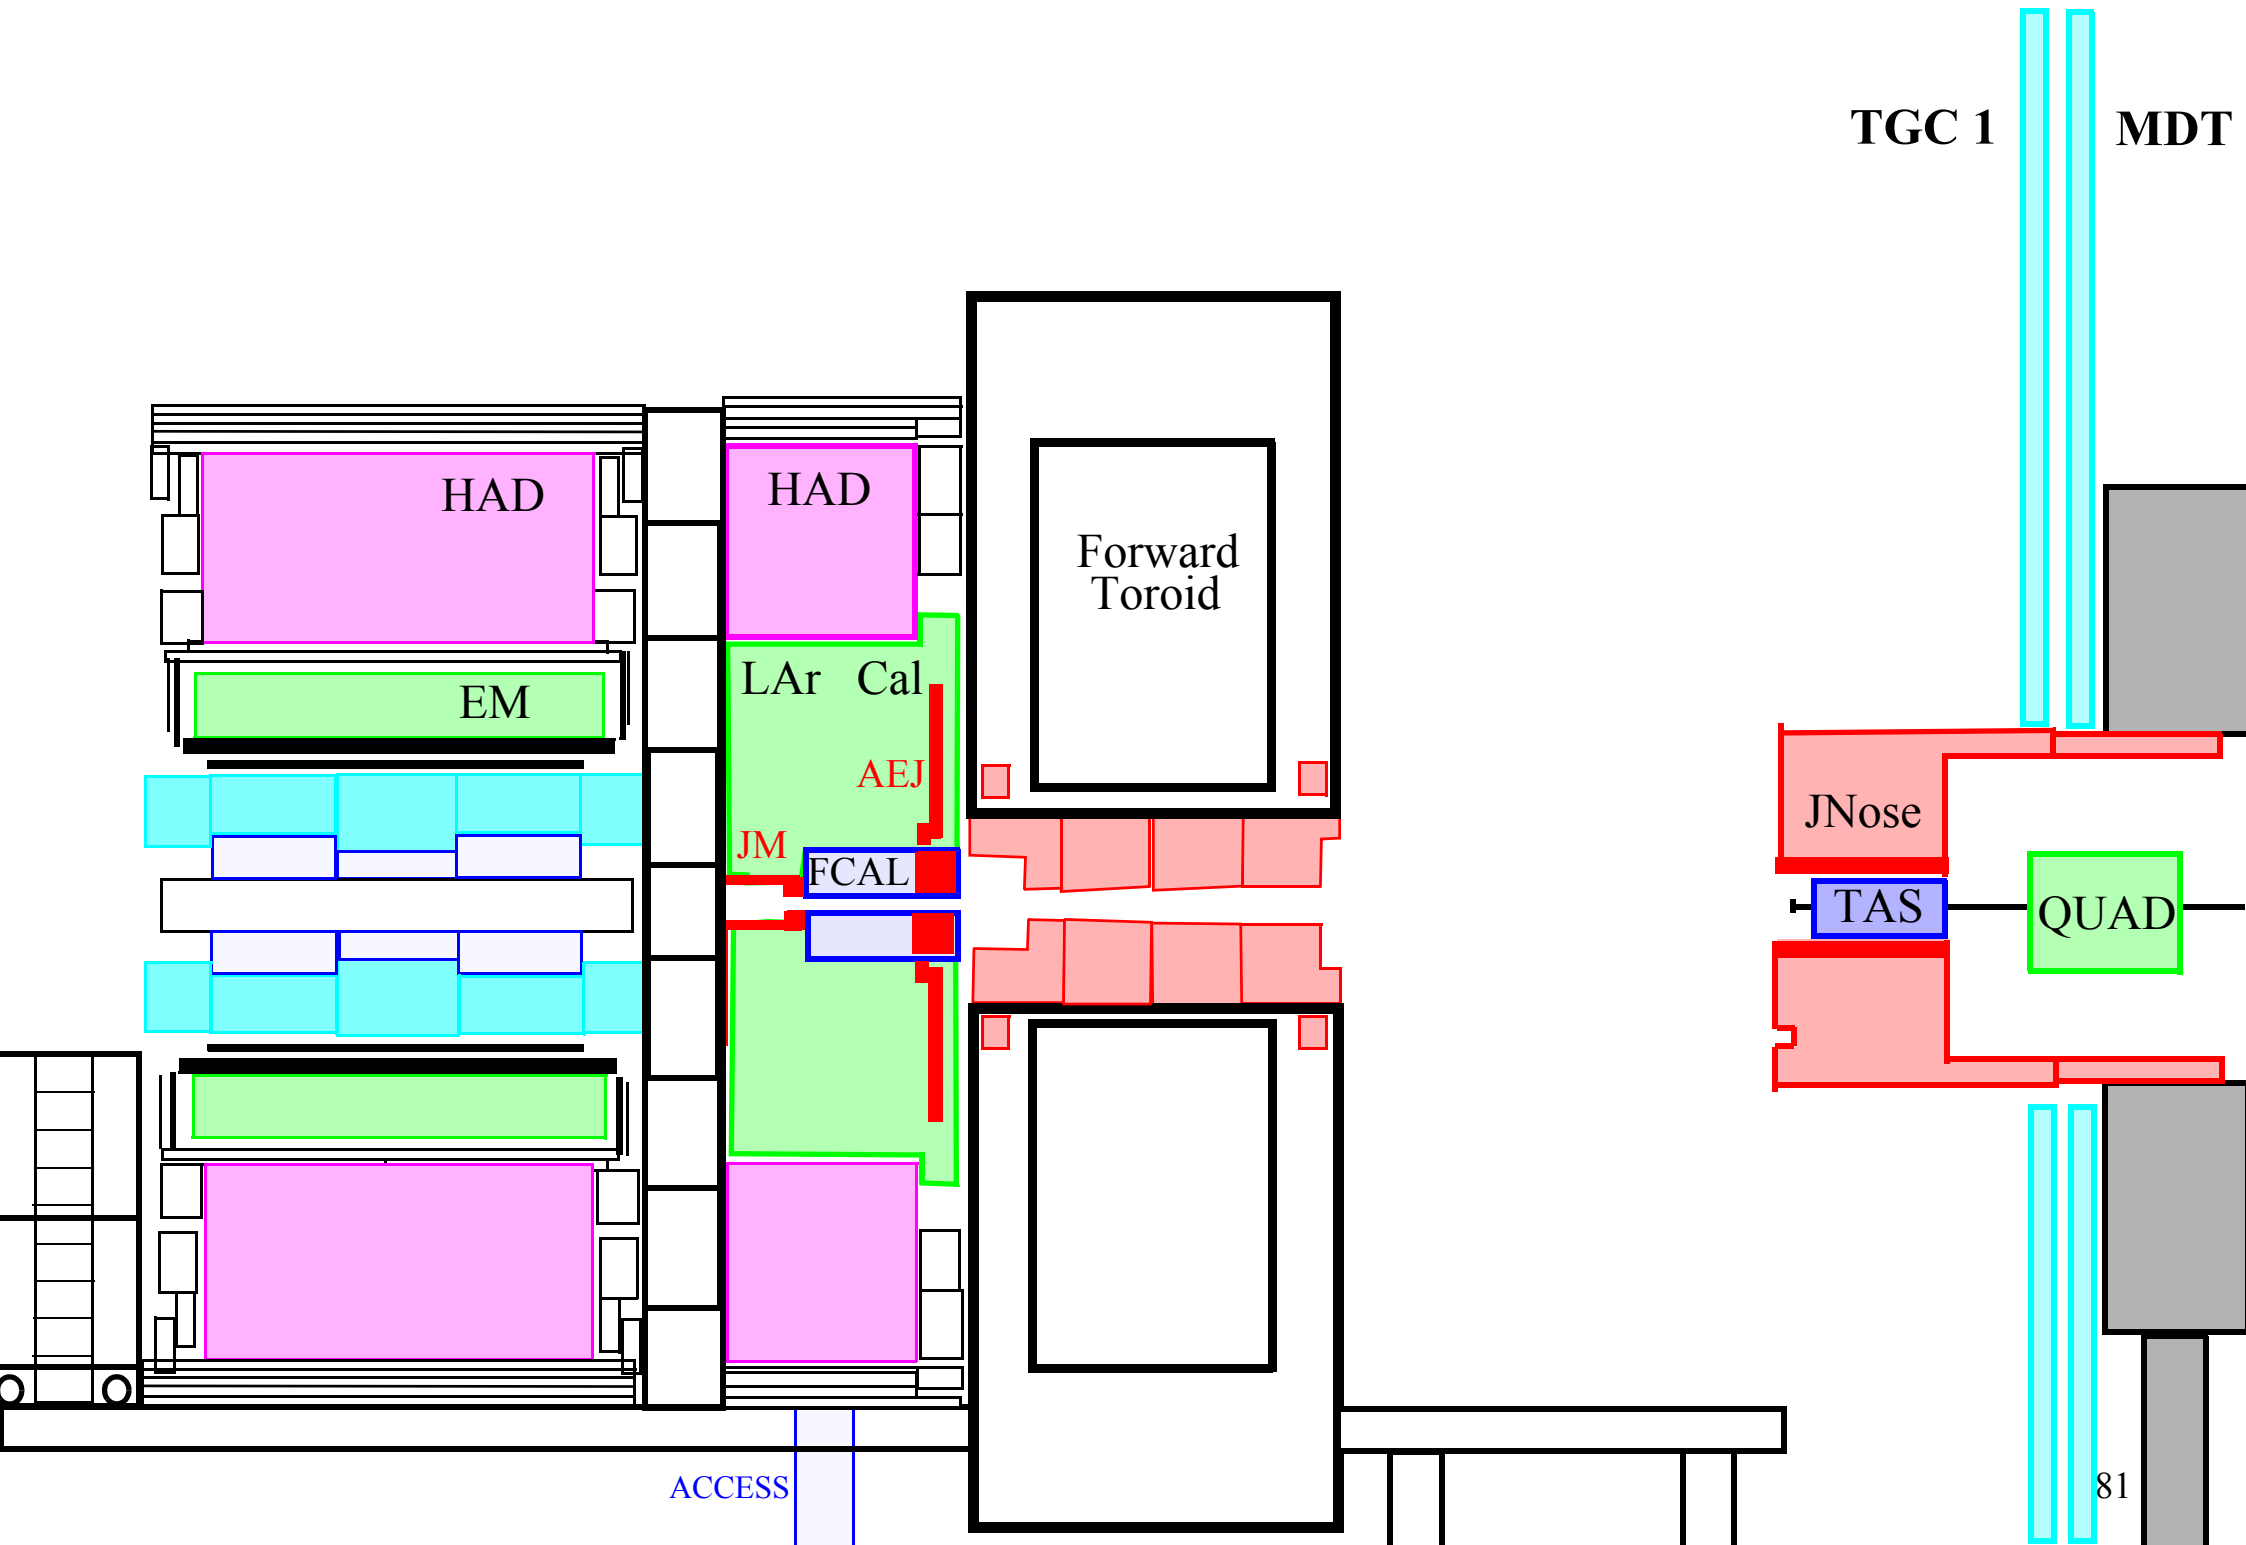 TGC 1
MDT
HAD
HAD
Forward
Toroid
LAr Cal
EM
AEJ
JM
FCAL
JNose
TAS
QUAD
ACCESS
81